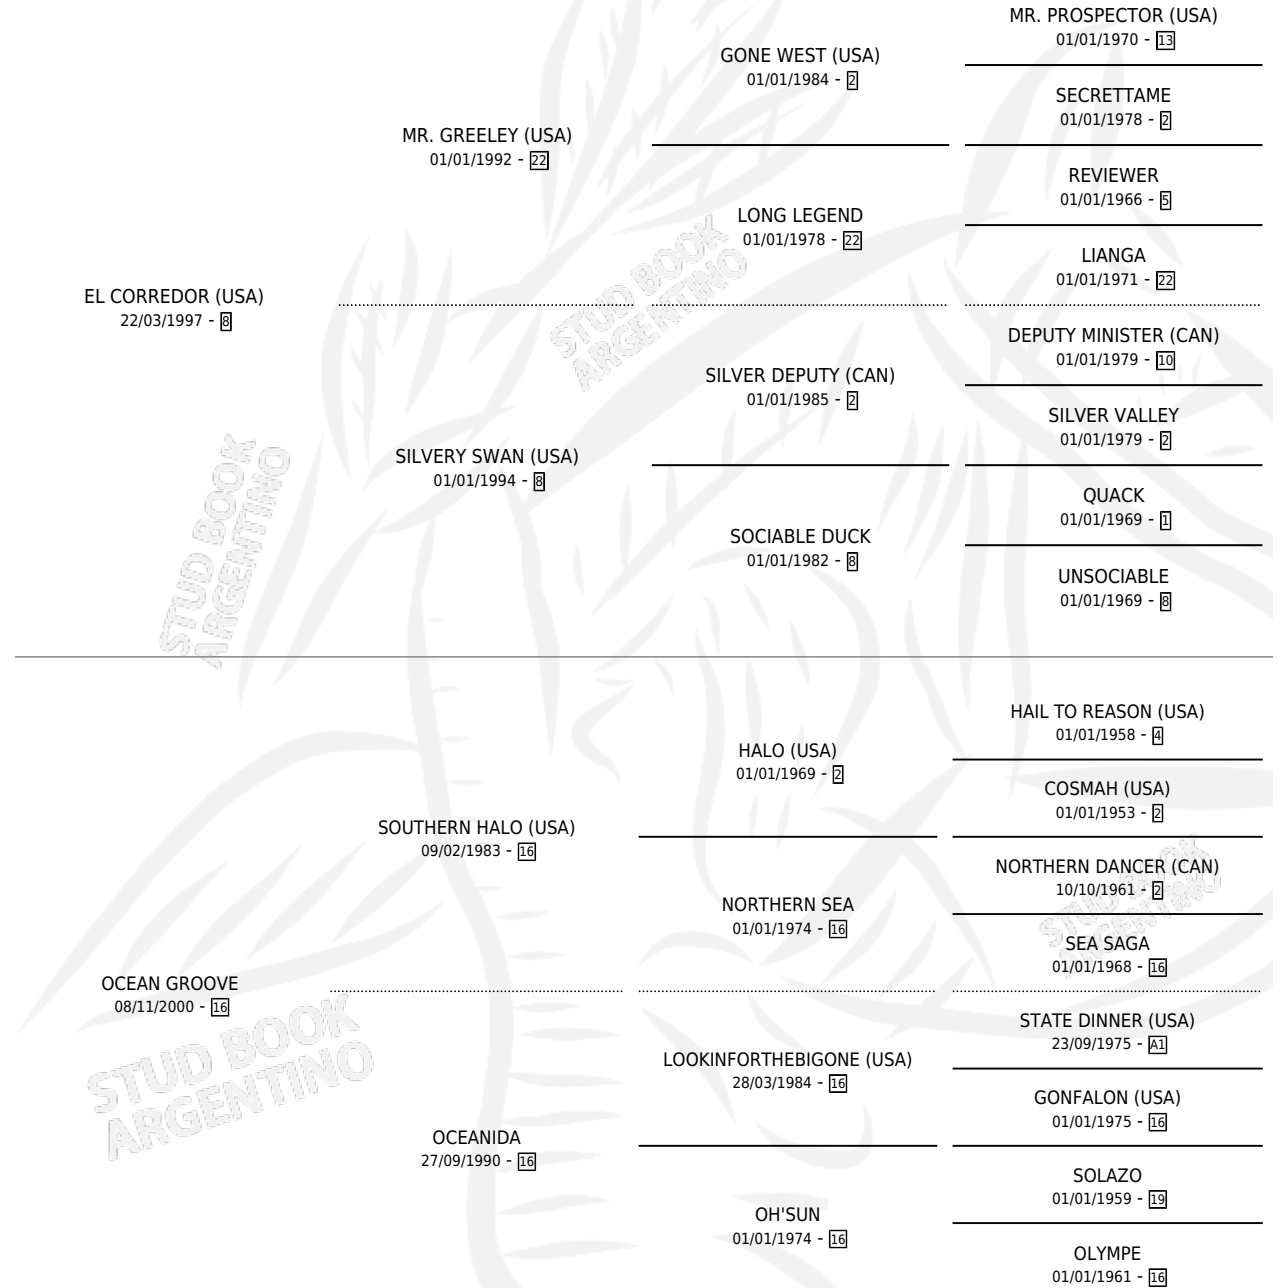 MR. PROSPECTOR (USA)
01/01/1970 - 13
GONE WEST (USA)
01/01/1984 - 2
SECRETTAME
01/01/1978 - 2
MR. GREELEY (USA)
01/01/1992 - 22
REVIEWER
01/01/1966 - 5
LONG LEGEND
01/01/1978 - 22
LIANGA
01/01/1971 - 22
EL CORREDOR (USA)
22/03/1997 - 8
STUD BOOK
ARGENTINO
DEPUTY MINISTER (CAN)
01/01/1979 - 10
SILVER DEPUTY (CAN)
01/01/1985 - 2
SILVER VALLEY
01/01/1979 - 2
SILVERY SWAN (USA)
01/01/1994 - 8
QUACK
01/01/1969 - 1
SOCIABLE DUCK
01/01/1982 - 8
UNSOCIABLE
01/01/1969 - 8
STUD BOOK
ARGENTINO
HAIL TO REASON (USA)
01/01/1958 - 4
HALO (USA)
01/01/1969 - 2
COSMAH (USA)
01/01/1953 - 2
SOUTHERN HALO (USA)
09/02/1983 - 16
NORTHERN DANCER (CAN)
10/10/1961 - 2
NORTHERN SEA
01/01/1974 - 16
STUD BOOK
ARGENTINO
SEA SAGA
01/01/1968 - 16
OCEAN GROOVE
08/11/2000 - 16
STATE DINNER (USA)
23/09/1975 - A1
LOOKINFORTHEBIGONE (USA)
28/03/1984 - 16
STUD BOOK
ARGENTINO
GONFALON (USA)
01/01/1975 - 16
OCEANIDA
27/09/1990 - 16
SOLAZO
01/01/1959 - 19
OH'SUN
01/01/1974 - 16
OLYMPE
01/01/1961 - 16